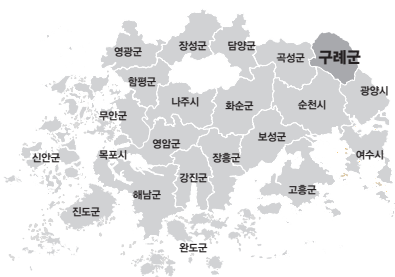 영광군
장성군
담양군
곡성군
구례군
함평군
나주시
화순군
순천시
광양시
무안군
신안군
목포시
영암군
장흥군
보성군
여수시
강진군
해남군
고흥군
진도군
완도군